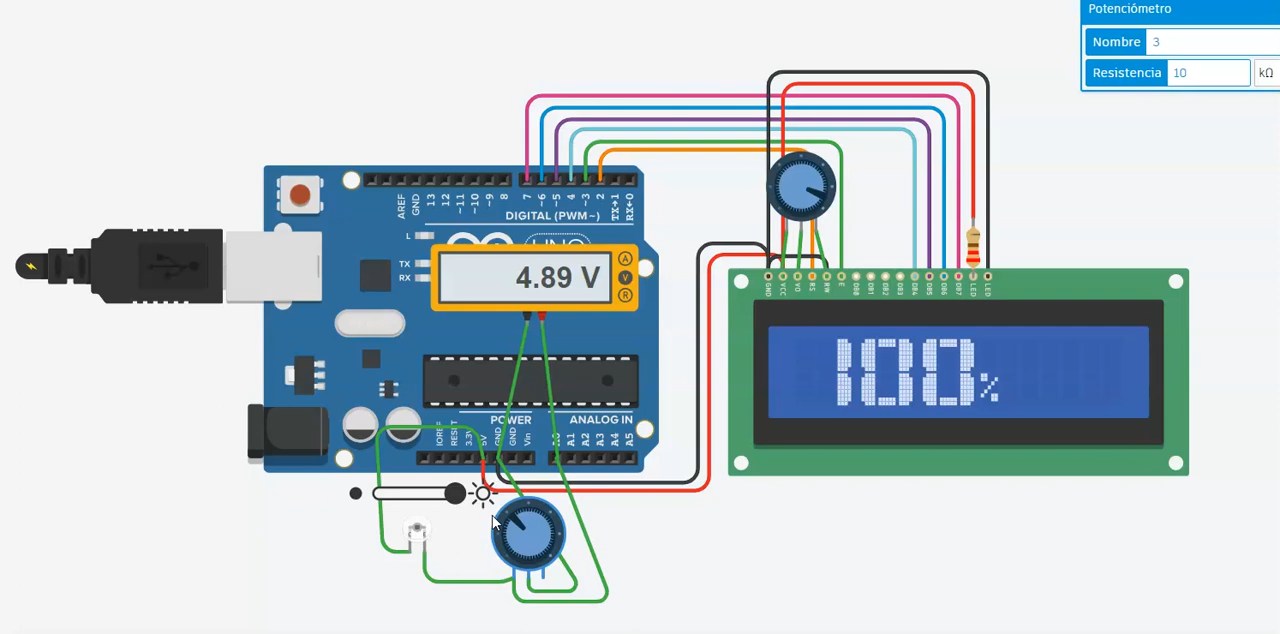 Potenciómetro
Nombre 3
Resistencia 10 kΩ
AREF
GND
13
12
~11
~10
~9
8
7
~6
~5
4
~3
2
TX→1
RX←0
DIGITAL (PWM~)
L
TX
RX
UNO
4.89 V
A
V
R
GND
VCC
VO
RS
RW
E
DB0
DB1
DB2
DB3
DB4
DB5
DB6
DB7
LED
LED
100%
POWER
ANALOG IN
IOREF
RESET
3.3V
5V
GND
GND
Vin
A0
A1
A2
A3
A4
A5